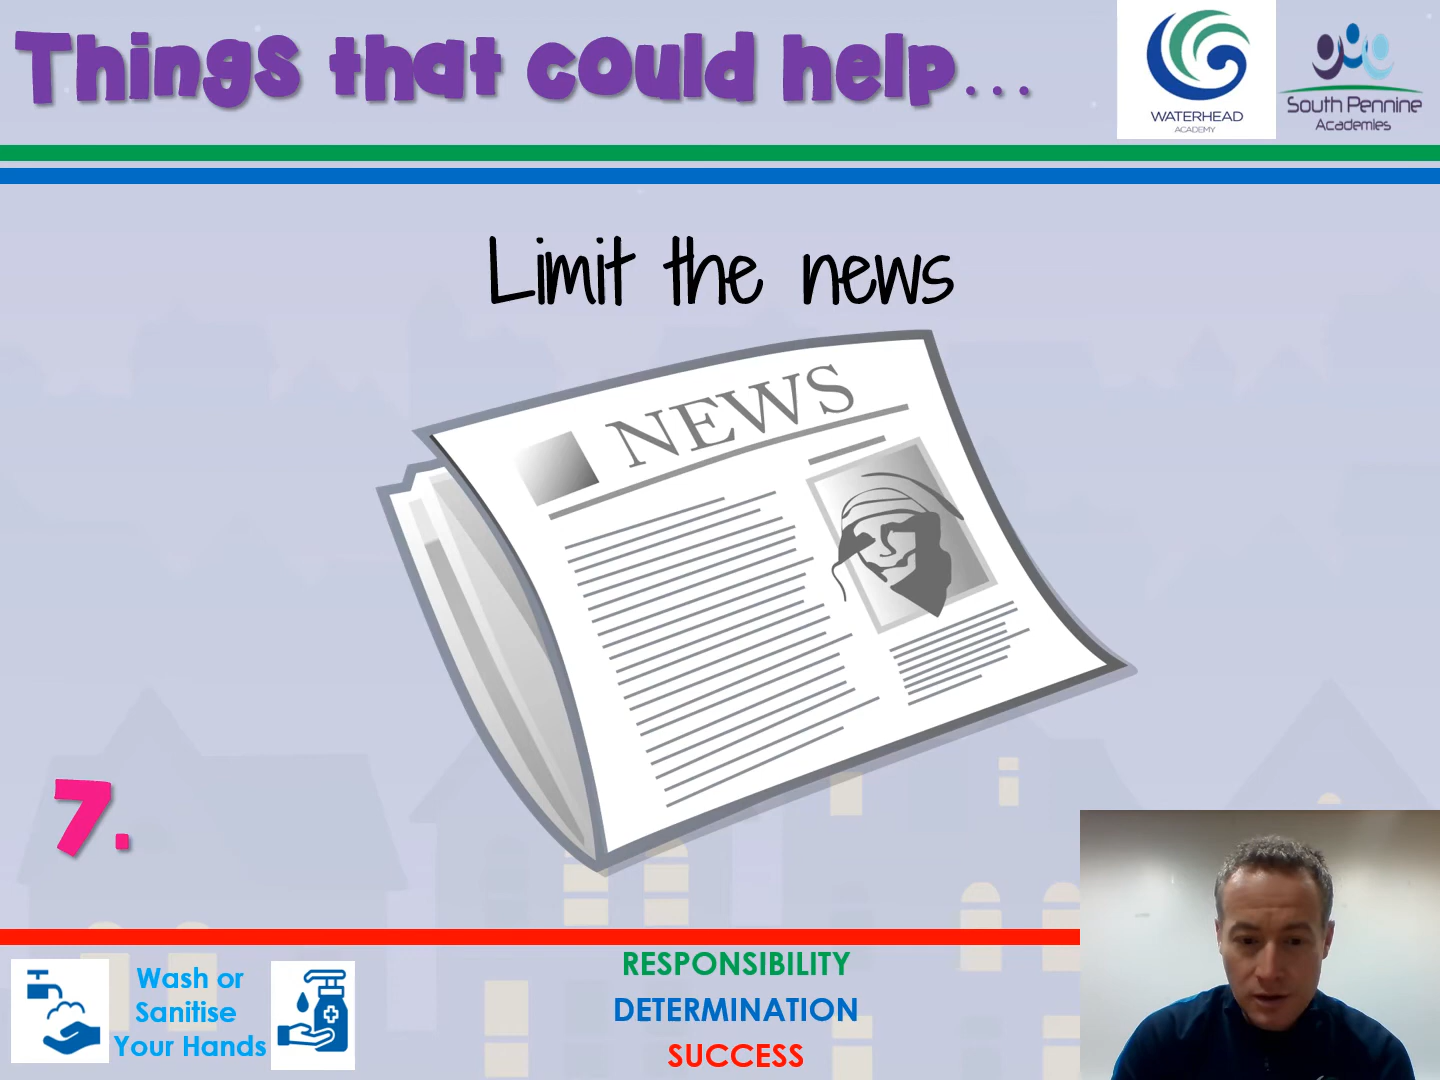 Things that could help...
WATERHEAD
ACADEMY
South Pennine
Academies
Limit the news
NEWS
7.
Wash or
Sanitise
Your Hands
RESPONSIBILITY
DETERMINATION
SUCCESS